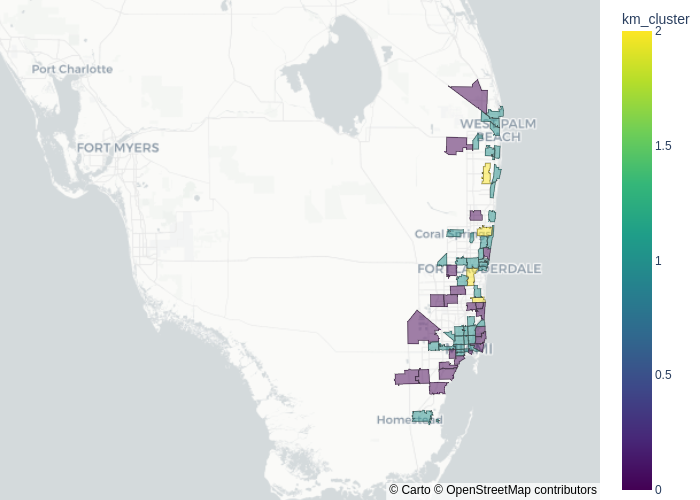 km_cluster
2
Port Charlotte
WEST PALM
BEACH
FORT MYERS
1.5
Coral Springs
1
FORT LAUDERDALE
0.5
Homestead
0
© Carto © OpenStreetMap contributors